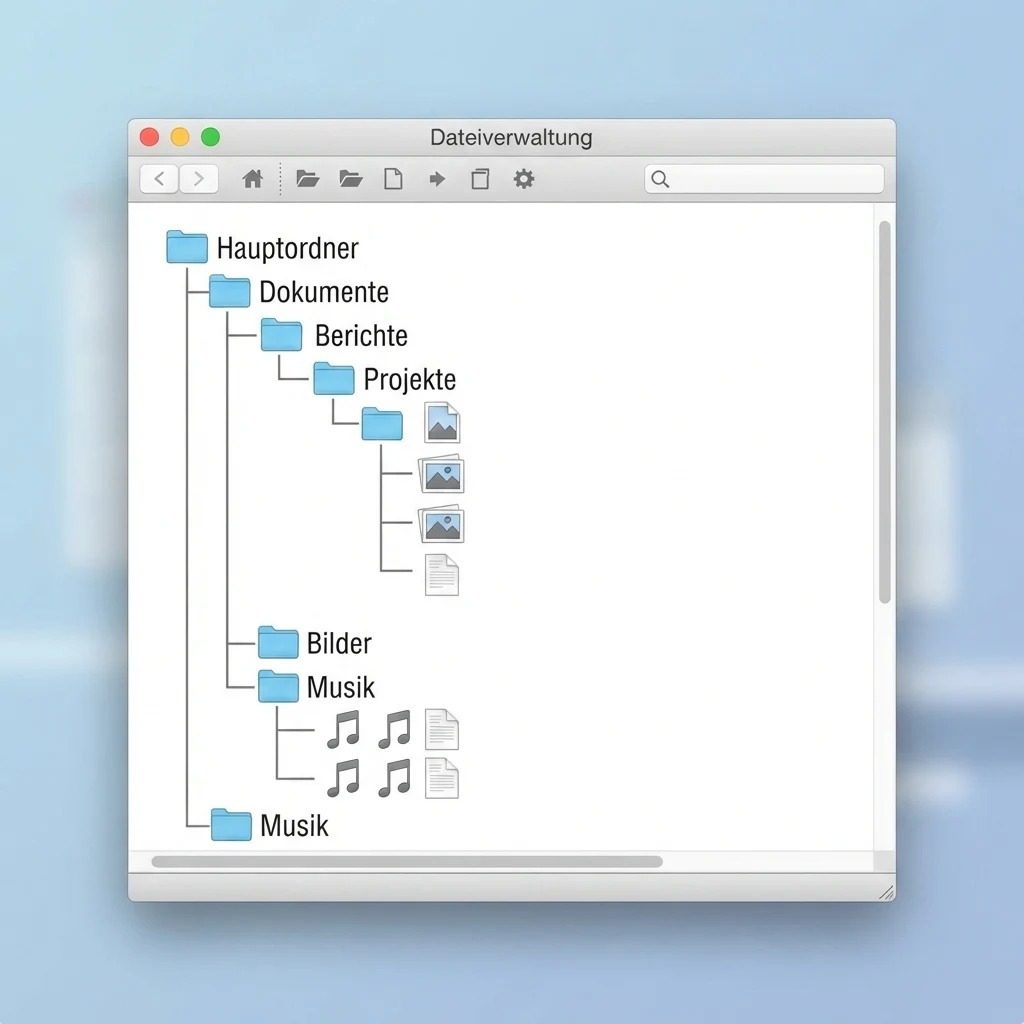 Dateiverwaltung
Hauptordner
Dokumente
Berichte
Projekte
Bilder
Musik
Musik